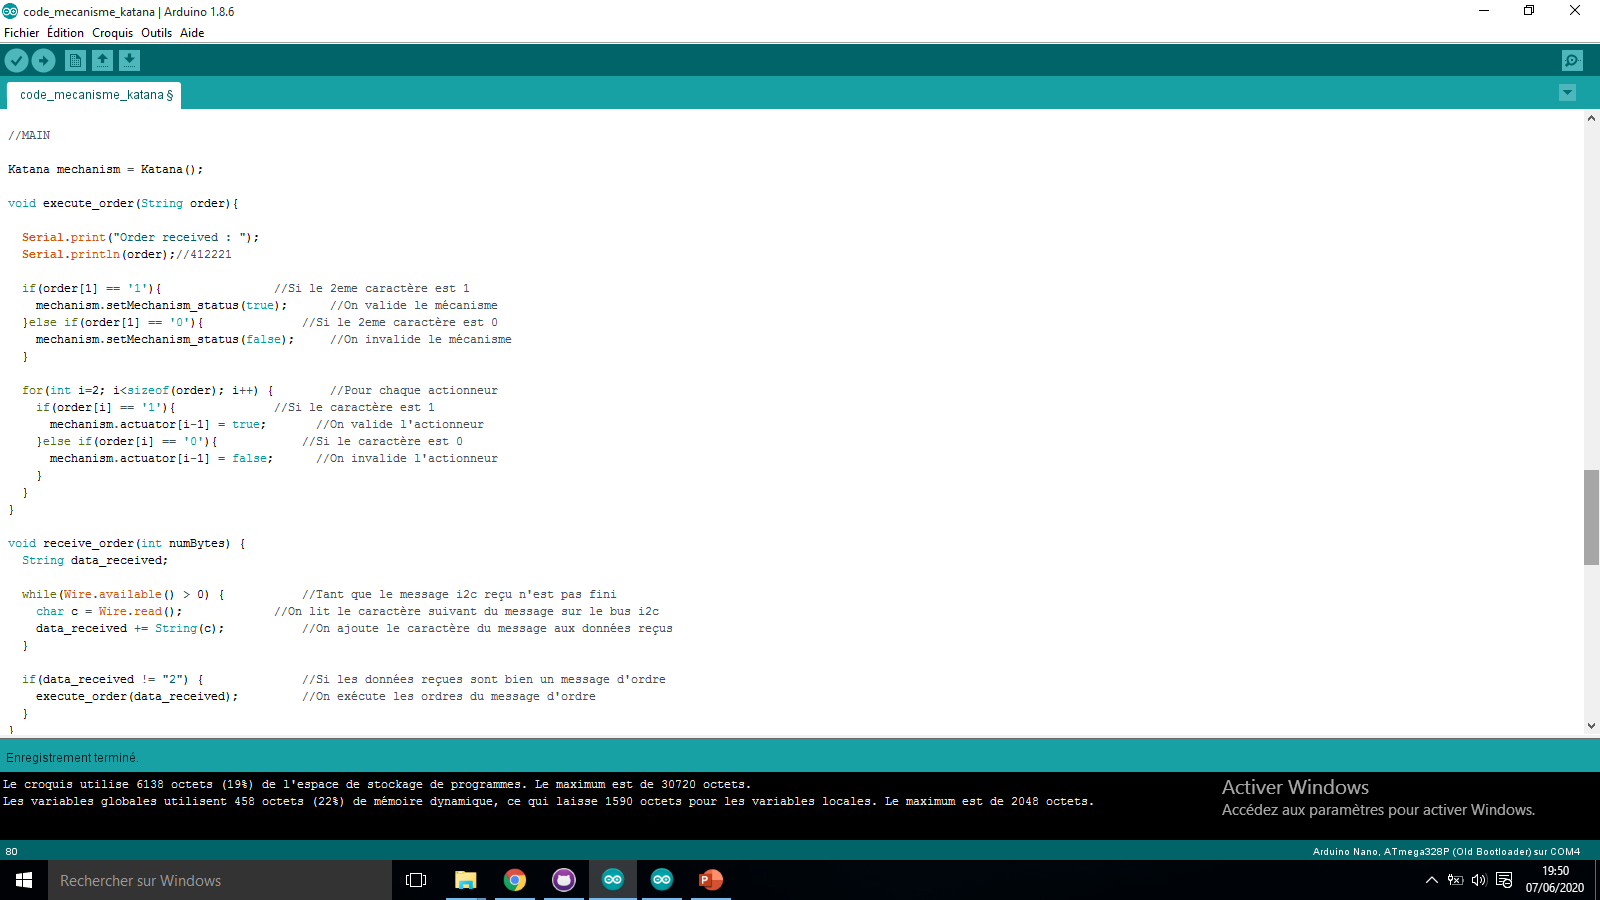 code_mecanisme_katana | Arduino 1.8.6
Fichier Édition Croquis Outils Aide
code_mecanisme_katana §
//MAIN
Katana mechanism = Katana();
void execute_order(String order){
Serial.print("Order received : ");
Serial.println(order);//412221
if(order[1] == '1'){ //Si le 2eme caractère est 1
mechanism.setMechanism_status(true); //On valide le mécanisme
}else if(order[1] == '0'){ //Si le 2eme caractère est 0
mechanism.setMechanism_status(false); //On invalide le mécanisme
}
for(int i=2; i<sizeof(order); i++) { //Pour chaque actionneur
if(order[i] == '1'){ //Si le caractère est 1
mechanism.actuator[i-1] = true; //On valide l'actionneur
}else if(order[i] == '0'){ //Si le caractère est 0
mechanism.actuator[i-1] = false; //On invalide l'actionneur
}
}
}
void receive_order(int numBytes) {
String data_received;
while(Wire.available() > 0) { //Tant que le message i2c reçu n'est pas fini
char c = Wire.read(); //On lit le caractère suivant du message sur le bus i2c
data_received += String(c); //On ajoute le caractère du message aux données reçus
}
if(data_received != "2") { //Si les données reçues sont bien un message d'ordre
execute_order(data_received); //On exécute les ordres du message d'ordre
}
}
Enregistrement terminé.
Le croquis utilise 6138 octets (19%) de l'espace de stockage de programmes. Le maximum est de 30720 octets.
Les variables globales utilisent 458 octets (22%) de mémoire dynamique, ce qui laisse 1590 octets pour les variables locales. Le maximum est de 2048 octets.
Activer Windows
Accédez aux paramètres pour activer Windows.
80
Arduino Nano, ATmega328P (Old Bootloader) sur COM4
Rechercher sur Windows
19:50
07/06/2020